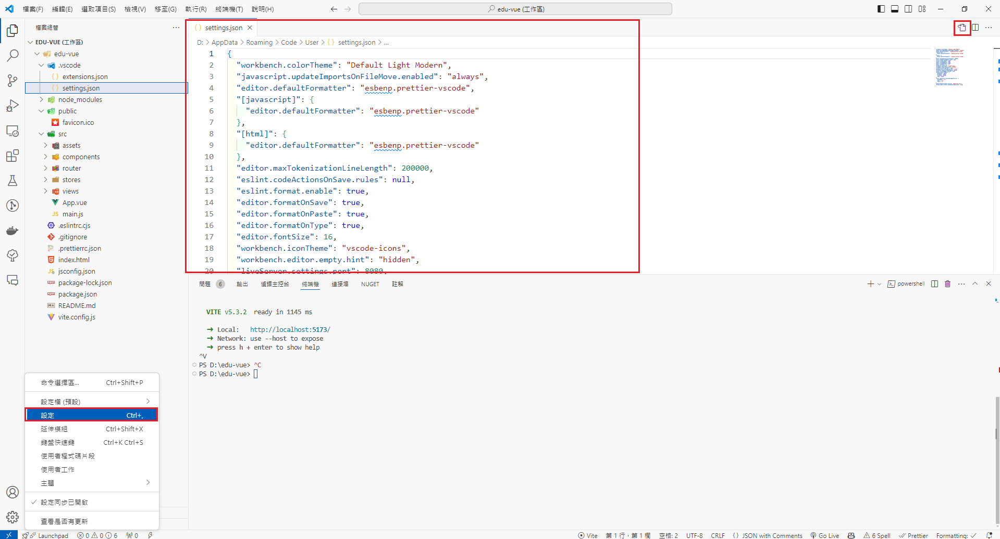 檔案(F) 編輯(E) 選取項目(S) 檢視(V) 移至(G) 執行(R) 終端機(T) 說明(H)
edu-vue (工作區)
檔案總管
EDU-VUE (工作區)
edu-vue
.vscode
extensions.json
settings.json
node_modules
public
favicon.ico
src
assets
components
router
stores
views
App.vue
JS main.js
.eslintrc.cjs
.gitignore
.prettierrc.json
index.html
JS jsconfig.json
package-lock.json
package.json
README.md
vite.config.js
{} settings.json
D: > AppData > Roaming > Code > User > {} settings.json > ...
1 {
2 "workbench.colorTheme": "Default Light Modern",
3 "javascript.updateImportsOnFileMove.enabled": "always",
4 "editor.defaultFormatter": "esbenp.prettier-vscode",
5 "[javascript]": {
6 "editor.defaultFormatter": "esbenp.prettier-vscode"
7 },
8 "[html]": {
9 "editor.defaultFormatter": "esbenp.prettier-vscode"
10 },
11 "editor.maxTokenizationLineLength": 200000,
12 "eslint.codeActionsOnSave.rules": null,
13 "eslint.format.enable": true,
14 "editor.formatOnSave": true,
15 "editor.formatOnPaste": true,
16 "editor.formatOnType": true,
17 "editor.fontSize": 16,
18 "workbench.iconTheme": "vscode-icons",
19 "workbench.editor.empty.hint": "hidden",
20 "liveServer.settings.port": 8080,
問題 6 輸出 偵錯主控台 終端機 連接埠 NUGET 註解
powershell
VITE v5.3.2 ready in 1145 ms
➜ Local: http://localhost:5173/
➜ Network: use --host to expose
➜ press h + enter to show help
^V
PS D:\edu-vue> ^C
PS D:\edu-vue>
命令選擇區... Ctrl+Shift+P
設定檔 (預設)
設定 Ctrl+,
延伸模組 Ctrl+Shift+X
鍵盤快速鍵 Ctrl+K Ctrl+S
使用者程式碼片段
使用者工作
主題
設定同步已開啟
查看是否有更新
Launchpad 0 0 6 0 Vite 第 1 行，第 1 欄 空格: 2 UTF-8 CRLF {} JSON with Comments Go Live 6 Spell Prettier Formatting: ✓